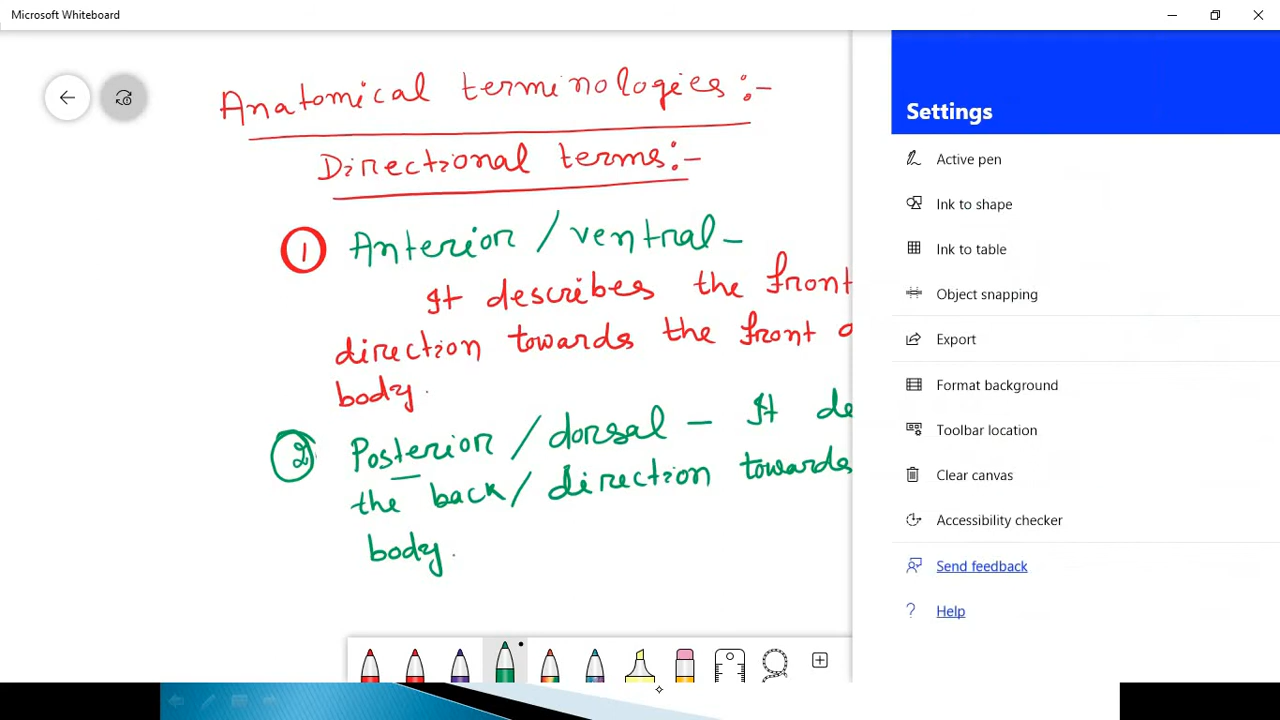 Microsoft Whiteboard
Anatomical terminologies:-
Directional terms:-
1 Anterior / ventral -
It describes the front
direction towards the front
body.
2 Posterior / dorsal - It de
the back / direction towards
body.
Settings
Active pen
Ink to shape
Ink to table
Object snapping
Export
Format background
Toolbar location
Clear canvas
Accessibility checker
Send feedback
? Help